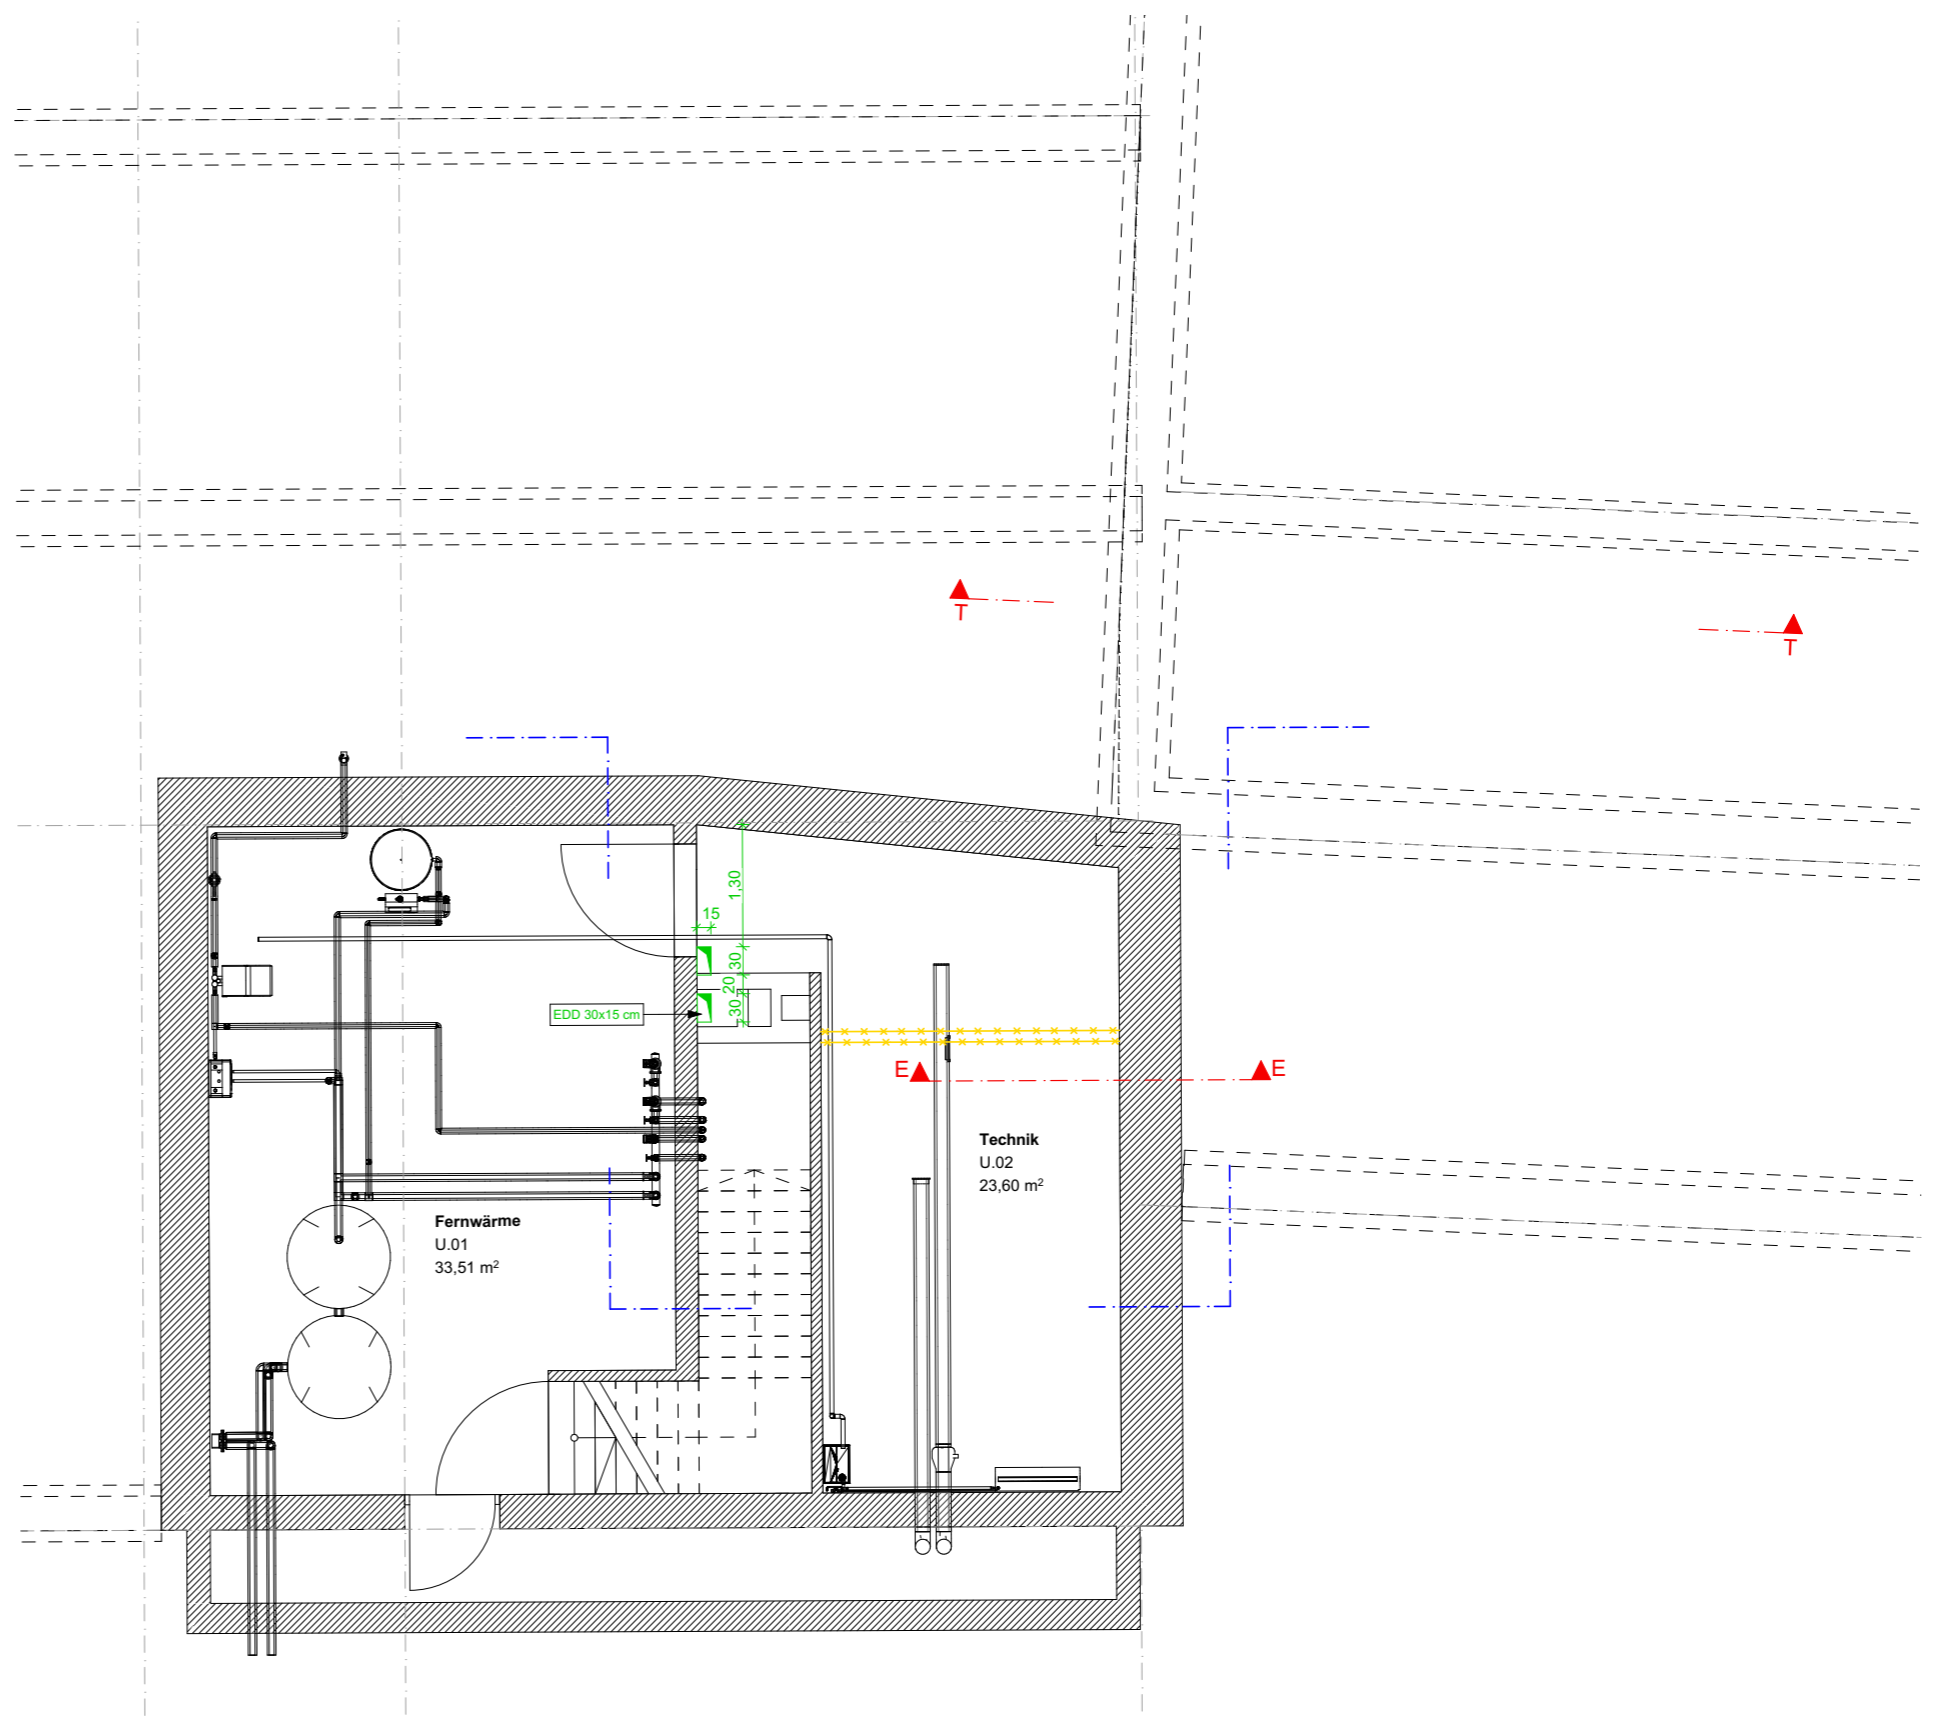 T
T
1,30
15
30
20
30
EDD 30x15 cm
E
E
Technik
U.02
23,60 m²
Fernwärme
U.01
33,51 m²